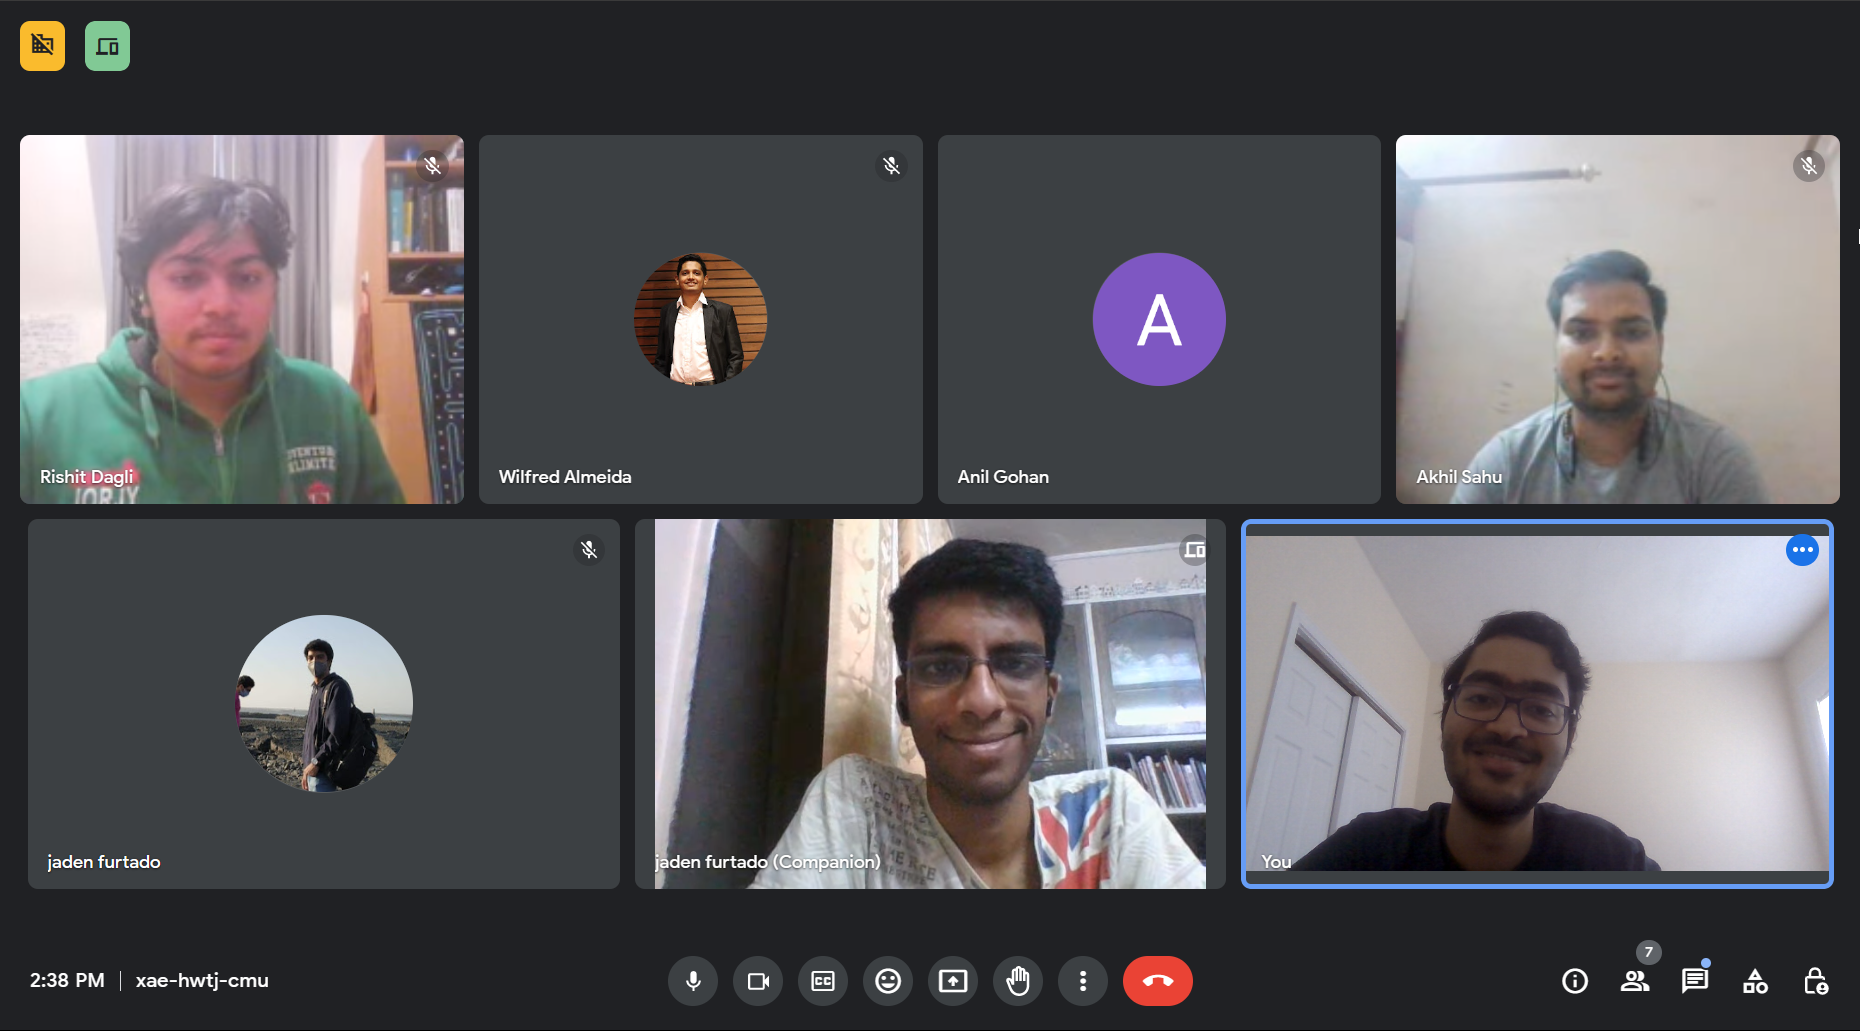 Rishit Dagli
Wilfred Almeida
A
Anil Gohan
Akhil Sahu
jaden furtado
jaden furtado (Companion)
You
2:38 PM
xae-hwtj-cmu
CC
7